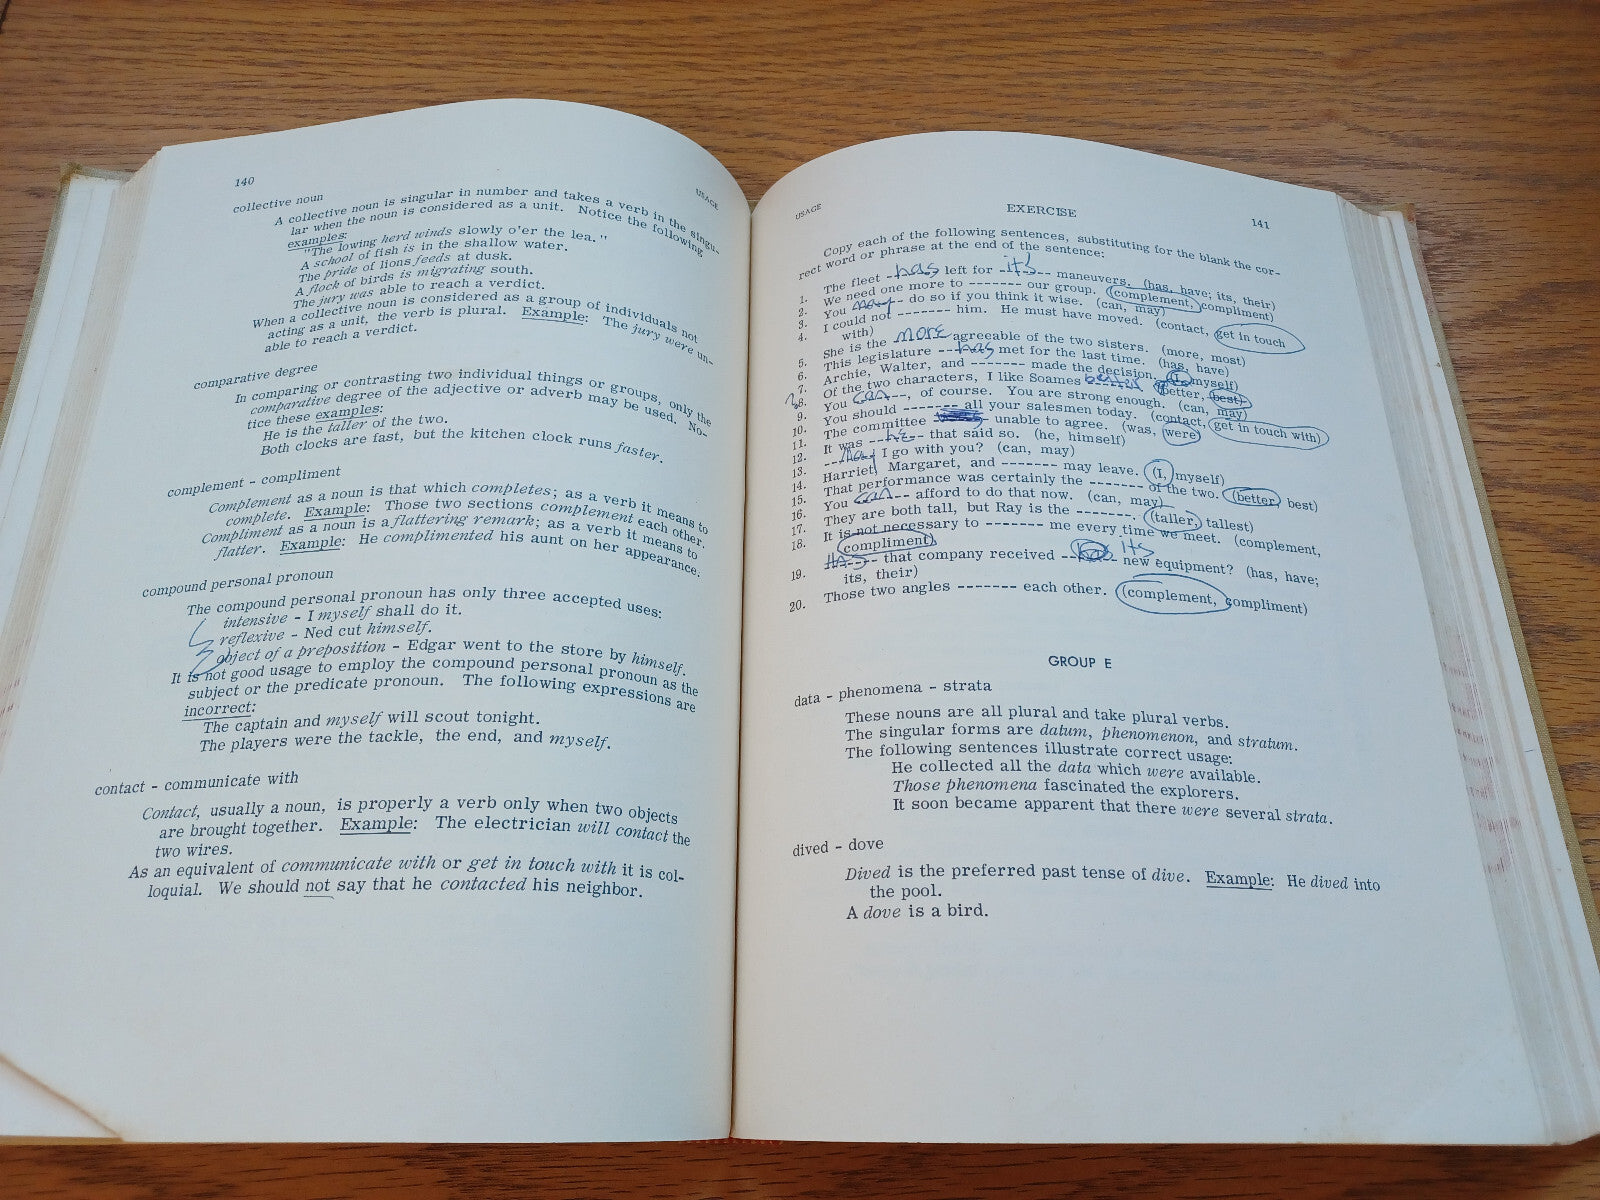 140
USAGE
collective noun
A collective noun is singular in number and takes a verb in the singu-
lar when the noun is considered as a unit. Notice the following
examples:
"The lowing herd winds slowly o'er the lea."
A school of fish is in the shallow water.
The pride of lions feeds at dusk.
A flock of birds is migrating south.
The jury was able to reach a verdict.
When a collective noun is considered as a group of individuals not
acting as a unit, the verb is plural. Example: The jury were un-
able to reach a verdict.
comparative degree
In comparing or contrasting two individual things or groups, only the
comparative degree of the adjective or adverb may be used. No-
tice these examples:
He is the taller of the two.
Both clocks are fast, but the kitchen clock runs faster.
complement - compliment
Complement as a noun is that which completes; as a verb it means to
complete. Example: Those two sections complement each other.
Compliment as a noun is a flattering remark; as a verb it means to
flatter. Example: He complimented his aunt on her appearance.
compound personal pronoun
The compound personal pronoun has only three accepted uses:
intensive - I myself shall do it.
reflexive - Ned cut himself.
object of a preposition - Edgar went to the store by himself.
It is not good usage to employ the compound personal pronoun as the
subject or the predicate pronoun. The following expressions are
incorrect:
The captain and myself will scout tonight.
The players were the tackle, the end, and myself.
contact - communicate with
Contact, usually a noun, is properly a verb only when two objects
are brought together. Example: The electrician will contact the
two wires.
As an equivalent of communicate with or get in touch with it is col-
loquial. We should not say that he contacted his neighbor.
USAGE
EXERCISE
141
Copy each of the following sentences, substituting for the blank the cor-
rect word or phrase at the end of the sentence:
1. The fleet has left for its maneuvers. (has, have; its, their)
2. We need one more to ------- our group. (complement, compliment)
3. You may do so if you think it wise. (can, may)
4. I could not ------- him. He must have moved. (contact, get in touch
with)
5. She is the more agreeable of the two sisters. (more, most)
6. This legislature has met for the last time. (has, have)
7. Archie, Walter, and ------- made the decision. (I, myself)
8. Of the two characters, I like Soames better. (better, best)
9. You can, of course. You are strong enough. (can, may)
10. You should ------- all your salesmen today. (contact, get in touch with)
11. The committee ------- unable to agree. (was, were)
12. It was he that said so. (he, himself)
13. May I go with you? (can, may)
14. Harriet, Margaret, and ------- may leave. (I, myself)
15. That performance was certainly the ------- of the two. (better, best)
16. You can afford to do that now. (can, may)
17. They are both tall, but Ray is the -------. (taller, tallest)
18. It is not necessary to ------- me every time we meet. (complement,
compliment)
19. HAS that company received its new equipment? (has, have;
its, their)
20. Those two angles ------- each other. (complement, compliment)
GROUP E
data - phenomena - strata
These nouns are all plural and take plural verbs.
The singular forms are datum, phenomenon, and stratum.
The following sentences illustrate correct usage:
He collected all the data which were available.
Those phenomena fascinated the explorers.
It soon became apparent that there were several strata.
dived - dove
Dived is the preferred past tense of dive. Example: He dived into
the pool.
A dove is a bird.